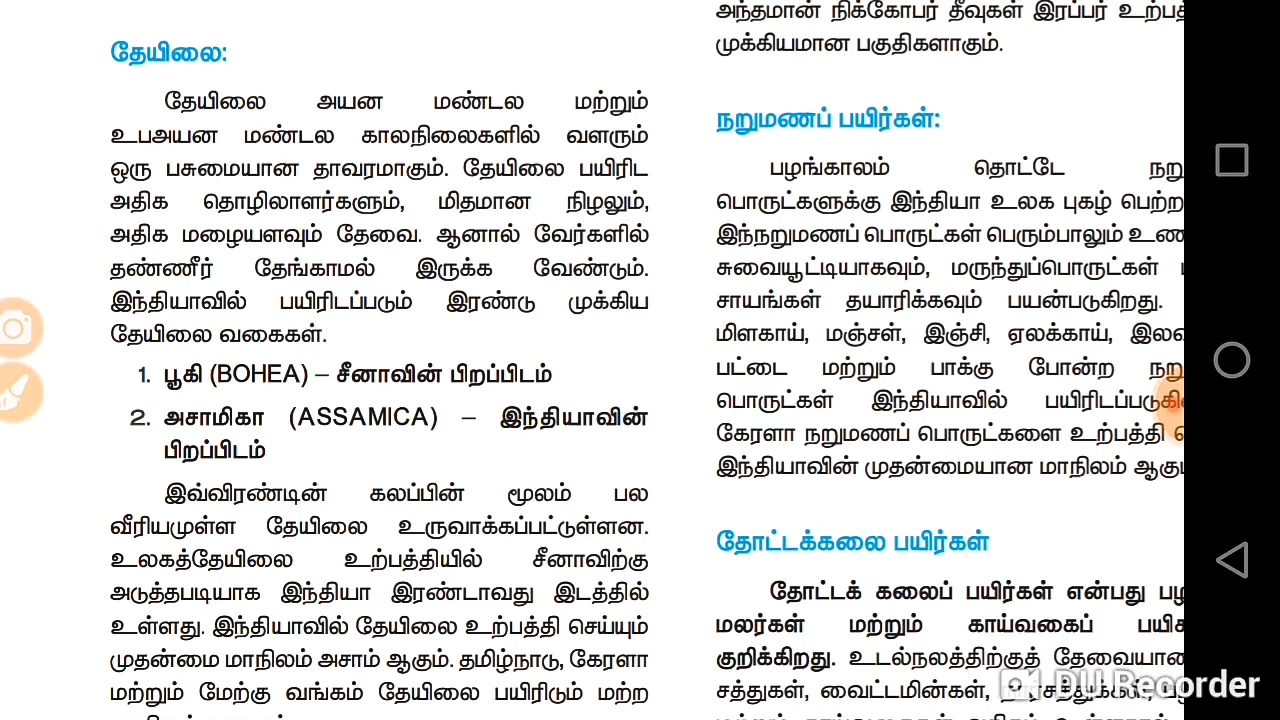 தேயிலை:
தேயிலை அயன மண்டல மற்றும்
உபஅயன மண்டல காலநிலைகளில் வளரும்
ஒரு பசுமையான தாவரமாகும். தேயிலை பயிரிட
அதிக தொழிலாளர்களும், மிதமான நிழலும்,
அதிக மழையளவும் தேவை. ஆனால் வேர்களில்
தண்ணீர் தேங்காமல் இருக்க வேண்டும்.
இந்தியாவில் பயிரிடப்படும் இரண்டு முக்கிய
தேயிலை வகைகள்.
1. பூகி (BOHEA) – சீனாவின் பிறப்பிடம்
2. அசாமிகா (ASSAMICA) – இந்தியாவின்
பிறப்பிடம்
இவ்விரண்டின் கலப்பின் மூலம் பல
வீரியமுள்ள தேயிலை உருவாக்கப்பட்டுள்ளன.
உலகத்தேயிலை உற்பத்தியில் சீனாவிற்கு
அடுத்தபடியாக இந்தியா இரண்டாவது இடத்தில்
உள்ளது. இந்தியாவில் தேயிலை உற்பத்தி செய்யும்
முதன்மை மாநிலம் அசாம் ஆகும். தமிழ்நாடு, கேரளா
மற்றும் மேற்கு வங்கம் தேயிலை பயிரிடும் மற்ற
அந்தமான் நிக்கோபர் தீவுகள் இரப்பர்
முக்கியமான பகுதிகளாகும்.
நறுமணப் பயிர்கள்:
பழங்காலம் தொட்டே
பொருட்களுக்கு இந்தியா உலக புகழ் பெற்ற
இந்நறுமணப் பொருட்கள் பெரும்பாலும்
சுவையூட்டியாகவும், மருந்துப்பொருட்கள்
சாயங்கள் தயாரிக்கவும் பயன்படுகிறது.
மிளகாய், மஞ்சள், இஞ்சி, ஏலக்காய்,
பட்டை மற்றும் பாக்கு போன்ற
பொருட்கள் இந்தியாவில்
கேரளா நறுமணப் பொருட்களை உற்பத்தி
இந்தியாவின் முதன்மையான மாநிலம்
தோட்டக்கலை பயிர்கள்
தோட்டக் கலைப் பயிர்கள் என்பது
மலர்கள் மற்றும் காய்வகைப்
குறிக்கிறது. உடல்நலத்திற்குத்
சத்துகள், வைட்டமின்கள்,
DU Recorder